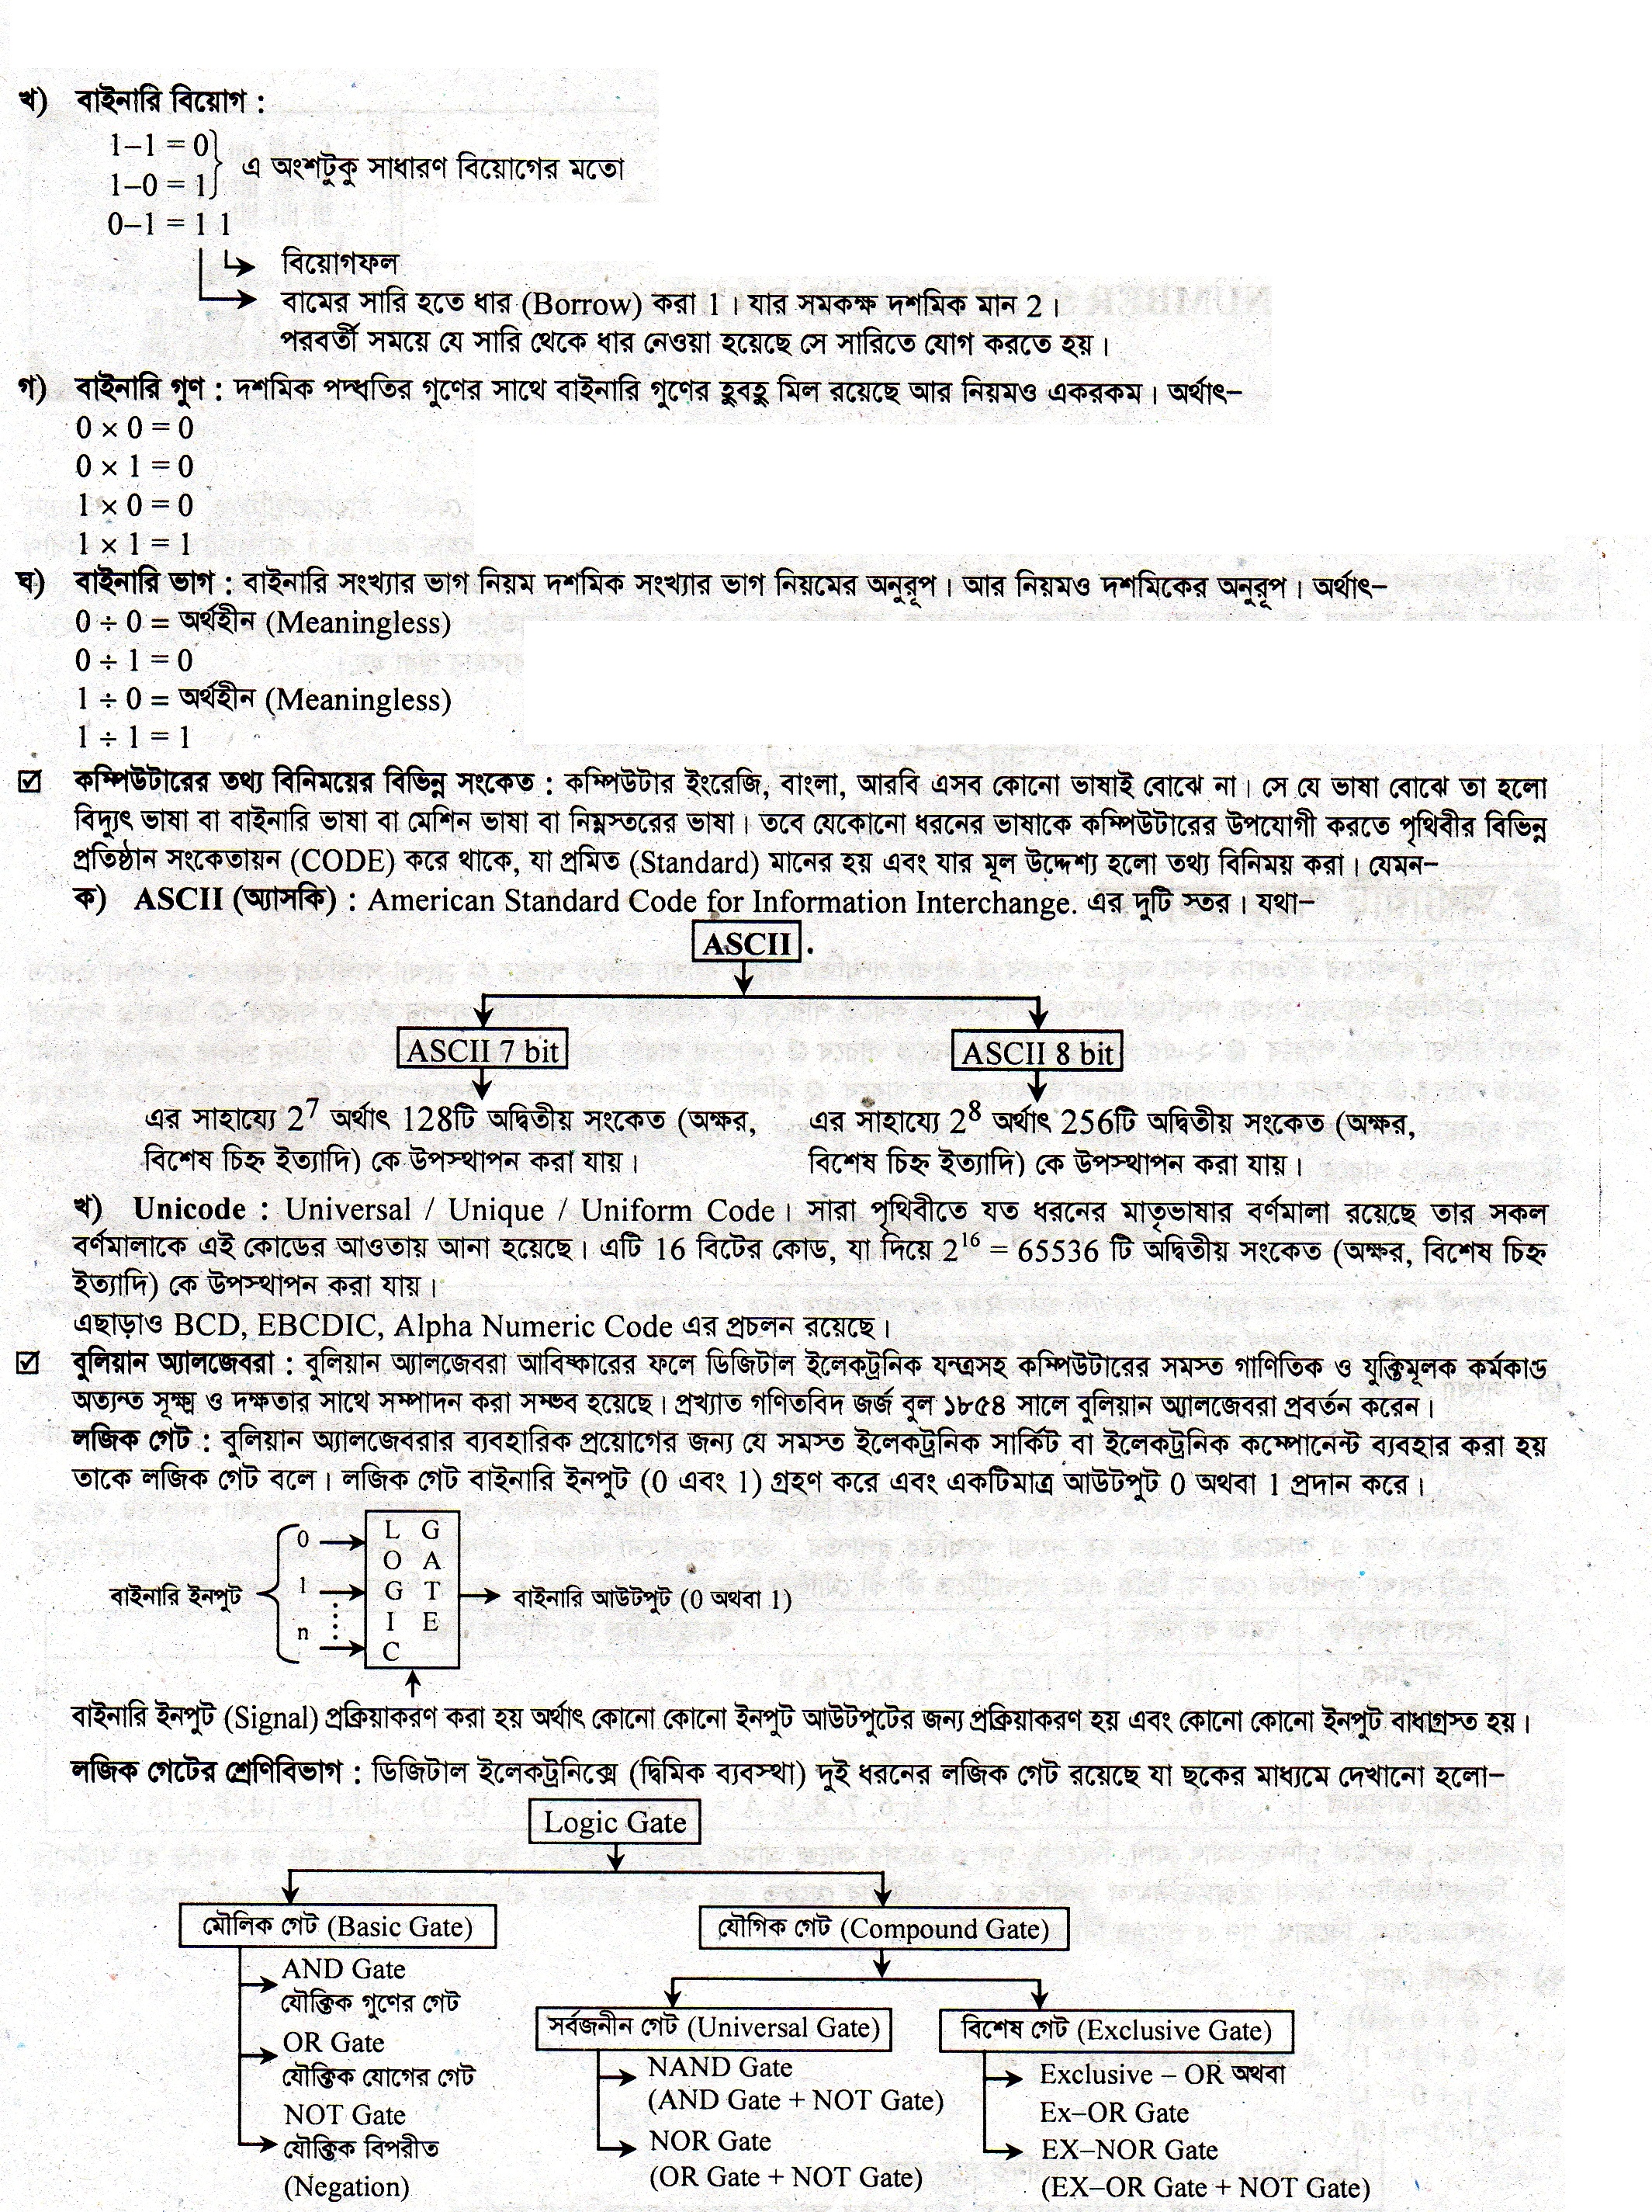 খ) বাইনারি বিয়োগ :
1–1 = 0
1–0 = 1
এ অংশটুকু সাধারণ বিয়োগের মতো
0–1 = 1 1
বিয়োগফল
বামের সারি হতে ধার (Borrow) করা 1। যার সমকক্ষ দশমিক মান 2।
পরবর্তী সময়ে যে সারি থেকে ধার নেওয়া হয়েছে সে সারিতে যোগ করতে হয়।
গ) বাইনারি গুণ : দশমিক পদ্ধতির গুণের সাথে বাইনারি গুণের হুবহু মিল রয়েছে আর নিয়মও একরকম। অর্থাৎ–
0 × 0 = 0
0 × 1 = 0
1 × 0 = 0
1 × 1 = 1
ঘ) বাইনারি ভাগ : বাইনারি সংখ্যার ভাগ নিয়ম দশমিক সংখ্যার ভাগ নিয়মের অনুরূপ। আর নিয়মও দশমিকের অনুরূপ। অর্থাৎ–
0 ÷ 0 = অর্থহীন (Meaningless)
0 ÷ 1 = 0
1 ÷ 0 = অর্থহীন (Meaningless)
1 ÷ 1 = 1
☑ কম্পিউটারের তথ্য বিনিময়ের বিভিন্ন সংকেত : কম্পিউটার ইংরেজি, বাংলা, আরবি এসব কোনো ভাষাই বোঝে না। সে যে ভাষা বোঝে তা হলো
বিদ্যুৎ ভাষা বা বাইনারি ভাষা বা মেশিন ভাষা বা নিম্নস্তরের ভাষা। তবে যেকোনো ধরনের ভাষাকে কম্পিউটারের উপযোগী করতে পৃথিবীর বিভিন্ন
প্রতিষ্ঠান সংকেতায়ন (CODE) করে থাকে, যা প্রমিত (Standard) মানের হয় এবং যার মূল উদ্দেশ্য হলো তথ্য বিনিময় করা। যেমন–
ক) ASCII (অ্যাসকি) : American Standard Code for Information Interchange. এর দুটি স্তর। যথা–
ASCII
ASCII 7 bit
ASCII 8 bit
এর সাহায্যে 2⁷ অর্থাৎ 128টি অদ্বিতীয় সংকেত (অক্ষর,
বিশেষ চিহ্ন ইত্যাদি) কে উপস্থাপন করা যায়।
এর সাহায্যে 2⁸ অর্থাৎ 256টি অদ্বিতীয় সংকেত (অক্ষর,
বিশেষ চিহ্ন ইত্যাদি) কে উপস্থাপন করা যায়।
খ) Unicode : Universal / Unique / Uniform Code। সারা পৃথিবীতে যত ধরনের মাতৃভাষার বর্ণমালা রয়েছে তার সকল
বর্ণমালাকে এই কোডের আওতায় আনা হয়েছে। এটি 16 বিটের কোড, যা দিয়ে 2¹⁶ = 65536 টি অদ্বিতীয় সংকেত (অক্ষর, বিশেষ চিহ্ন
ইত্যাদি) কে উপস্থাপন করা যায়।
এছাড়াও BCD, EBCDIC, Alpha Numeric Code এর প্রচলন রয়েছে।
☑ বুলিয়ান অ্যালজেবরা : বুলিয়ান অ্যালজেবরা আবিষ্কারের ফলে ডিজিটাল ইলেকট্রনিক যন্ত্রসহ কম্পিউটারের সমস্ত গাণিতিক ও যুক্তিমূলক কর্মকাণ্ড
অত্যন্ত সূক্ষ্ম ও দক্ষতার সাথে সম্পাদন করা সম্ভব হয়েছে। প্রখ্যাত গণিতবিদ জর্জ বুল ১৮৫৪ সালে বুলিয়ান অ্যালজেবরা প্রবর্তন করেন।
লজিক গেট : বুলিয়ান অ্যালজেবরার ব্যবহারিক প্রয়োগের জন্য যে সমস্ত ইলেকট্রনিক সার্কিট বা ইলেকট্রনিক কম্পোনেন্ট ব্যবহার করা হয়
তাকে লজিক গেট বলে। লজিক গেট বাইনারি ইনপুট (0 এবং 1) গ্রহণ করে এবং একটিমাত্র আউটপুট 0 অথবা 1 প্রদান করে।
বাইনারি ইনপুট
0
1
n
LOGIC
GATE
বাইনারি আউটপুট (0 অথবা 1)
বাইনারি ইনপুট (Signal) প্রক্রিয়াকরণ করা হয় অর্থাৎ কোনো কোনো ইনপুট আউটপুটের জন্য প্রক্রিয়াকরণ হয় এবং কোনো কোনো ইনপুট বাধাগ্রস্ত হয়।
লজিক গেটের শ্রেণিবিভাগ : ডিজিটাল ইলেকট্রনিক্সে (দ্বিমিক ব্যবস্থা) দুই ধরনের লজিক গেট রয়েছে যা ছকের মাধ্যমে দেখানো হলো–
Logic Gate
মৌলিক গেট (Basic Gate)
AND Gate
যৌক্তিক গুণের গেট
OR Gate
যৌক্তিক যোগের গেট
NOT Gate
যৌক্তিক বিপরীত
(Negation)
যৌগিক গেট (Compound Gate)
সর্বজনীন গেট (Universal Gate)
NAND Gate
(AND Gate + NOT Gate)
NOR Gate
(OR Gate + NOT Gate)
বিশেষ গেট (Exclusive Gate)
Exclusive – OR অথবা
Ex–OR Gate
EX–NOR Gate
(EX–OR Gate + NOT Gate)